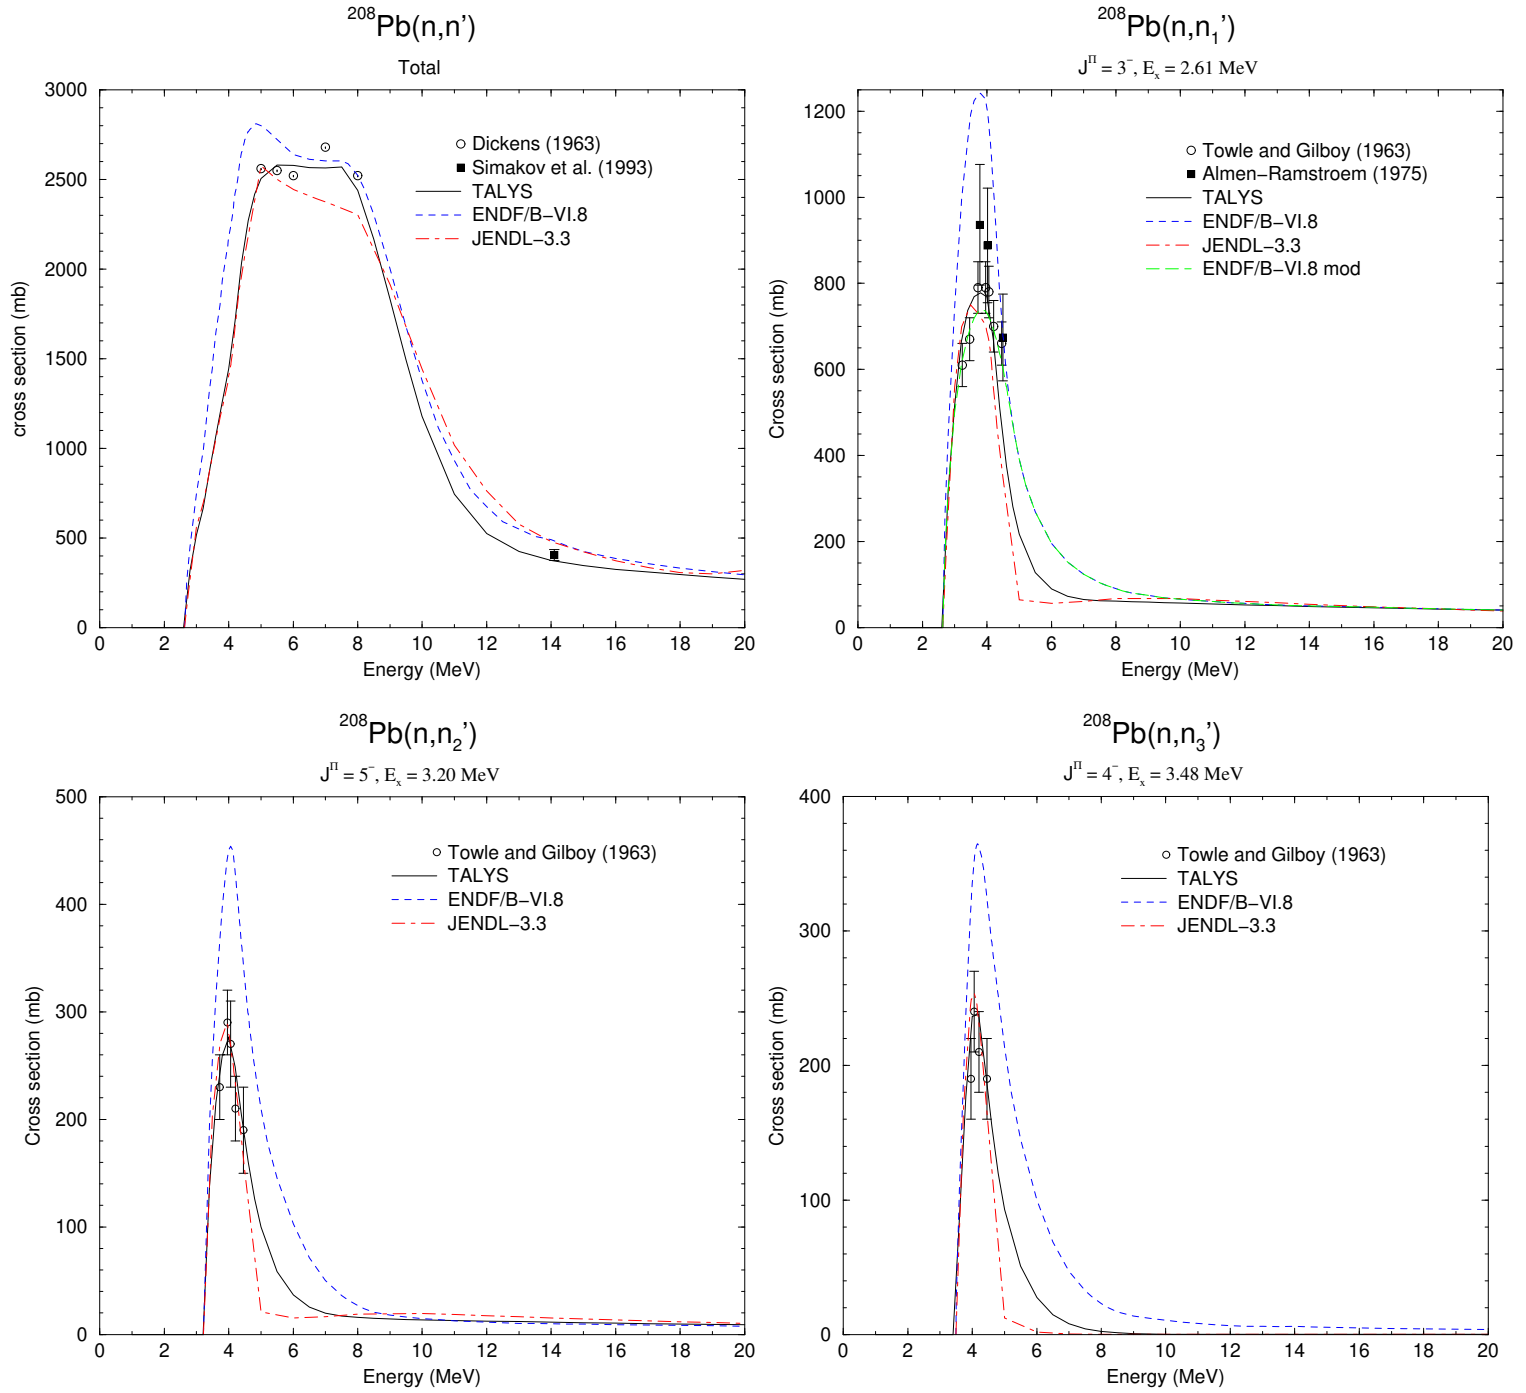 ²⁰⁸Pb(n,n’)
Total
3000
2500
2000
1500
1000
500
0
cross section (mb)
Dickens (1963)
Simakov et al. (1993)
TALYS
ENDF/B−VI.8
JENDL−3.3
0 2 4 6 8 10 12 14 16 18 20
Energy (MeV)
²⁰⁸Pb(n,n₁’)
J^Π = 3⁻, Eₓ = 2.61 MeV
1200
1000
800
600
400
200
0
Cross section (mb)
Towle and Gilboy (1963)
Almen−Ramstroem (1975)
TALYS
ENDF/B−VI.8
JENDL−3.3
ENDF/B−VI.8 mod
0 2 4 6 8 10 12 14 16 18 20
Energy (MeV)
²⁰⁸Pb(n,n₂’)
J^Π = 5⁻, Eₓ = 3.20 MeV
500
400
300
200
100
0
Cross section (mb)
Towle and Gilboy (1963)
TALYS
ENDF/B−VI.8
JENDL−3.3
0 2 4 6 8 10 12 14 16 18 20
Energy (MeV)
²⁰⁸Pb(n,n₃’)
J^Π = 4⁻, Eₓ = 3.48 MeV
400
300
200
100
0
Cross section (mb)
Towle and Gilboy (1963)
TALYS
ENDF/B−VI.8
JENDL−3.3
0 2 4 6 8 10 12 14 16 18 20
Energy (MeV)